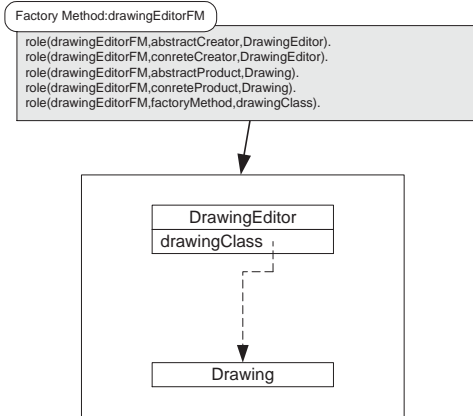 Factory Method:drawingEditorFM
role(drawingEditorFM,abstractCreator,DrawingEditor).
role(drawingEditorFM,conreteCreator,DrawingEditor).
role(drawingEditorFM,abstractProduct,Drawing).
role(drawingEditorFM,conreteProduct,Drawing).
role(drawingEditorFM,factoryMethod,drawingClass).
DrawingEditor
drawingClass
Drawing